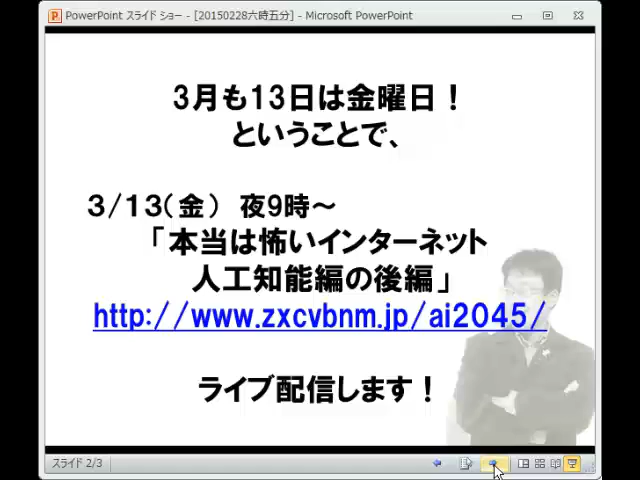 PowerPoint スライド ショー - [20150228六時五分] - Microsoft PowerPoint
3月も13日は金曜日！
ということで、
３/１３（金） 夜9時～
「本当は怖いインターネット
人工知能編の後編」
http://www.zxcvbnm.jp/ai2045/
ライブ配信します！
スライド 2/3